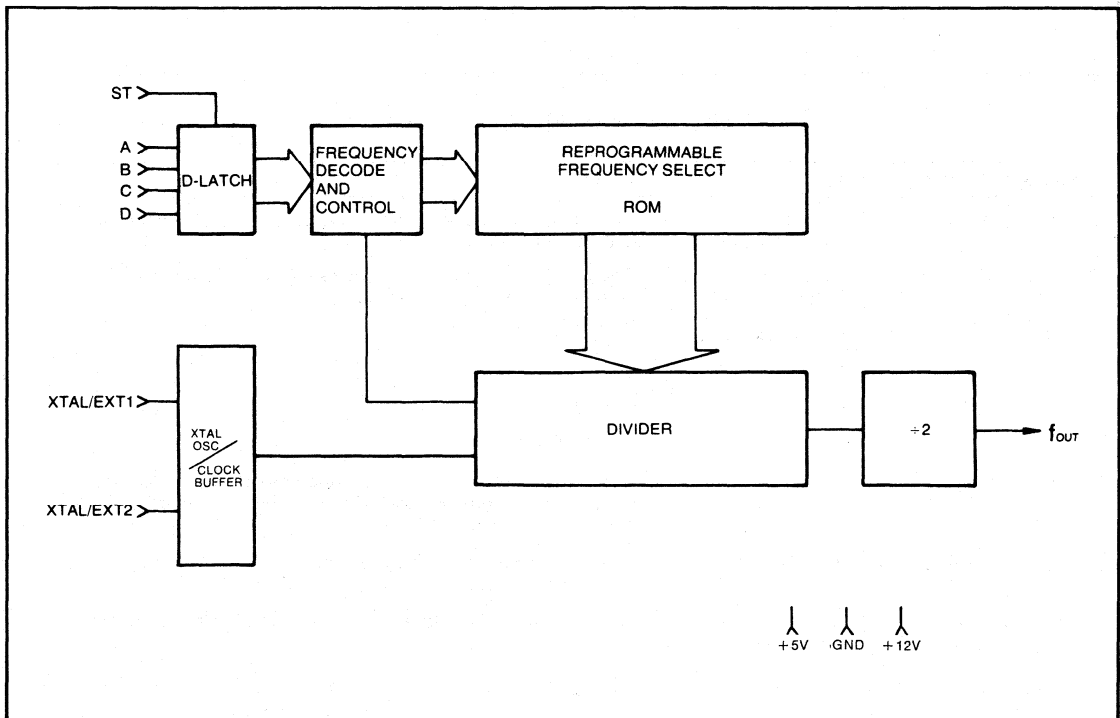 ST
A
B
C
D
D-LATCH
FREQUENCY
DECODE
AND
CONTROL
REPROGRAMMABLE
FREQUENCY SELECT
ROM
XTAL/EXT1
XTAL/EXT2
XTAL
OSC
CLOCK
BUFFER
DIVIDER
÷2
fOUT
+5V
GND
+12V